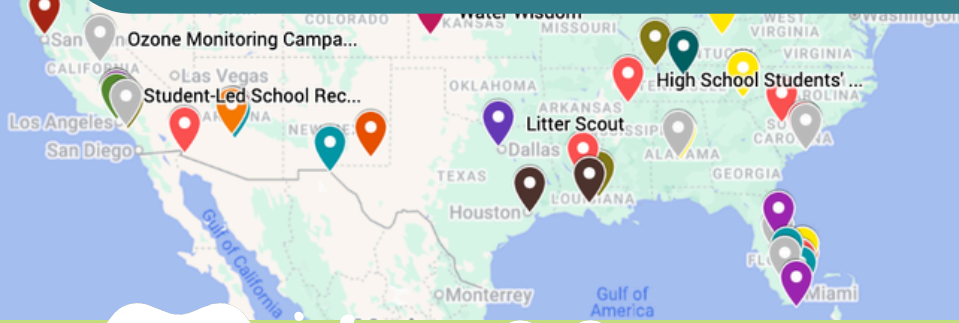 COLORADO
Water Wisdom
KANSAS
MISSOURI
WEST
VIRGINIA
Washington
San
Ozone Monitoring Campa...
VIRGINIA
CALIFORNIA
Las Vegas
High School Students' ...
OKLAHOMA
Student-Led School Rec...
ARKANSAS
Los Angeles
Litter Scout
San Diego
Dallas
ALABAMA
TEXAS
GEORGIA
Houston
LOUISIANA
Gulf of California
Monterrey
Gulf of
America
Miami